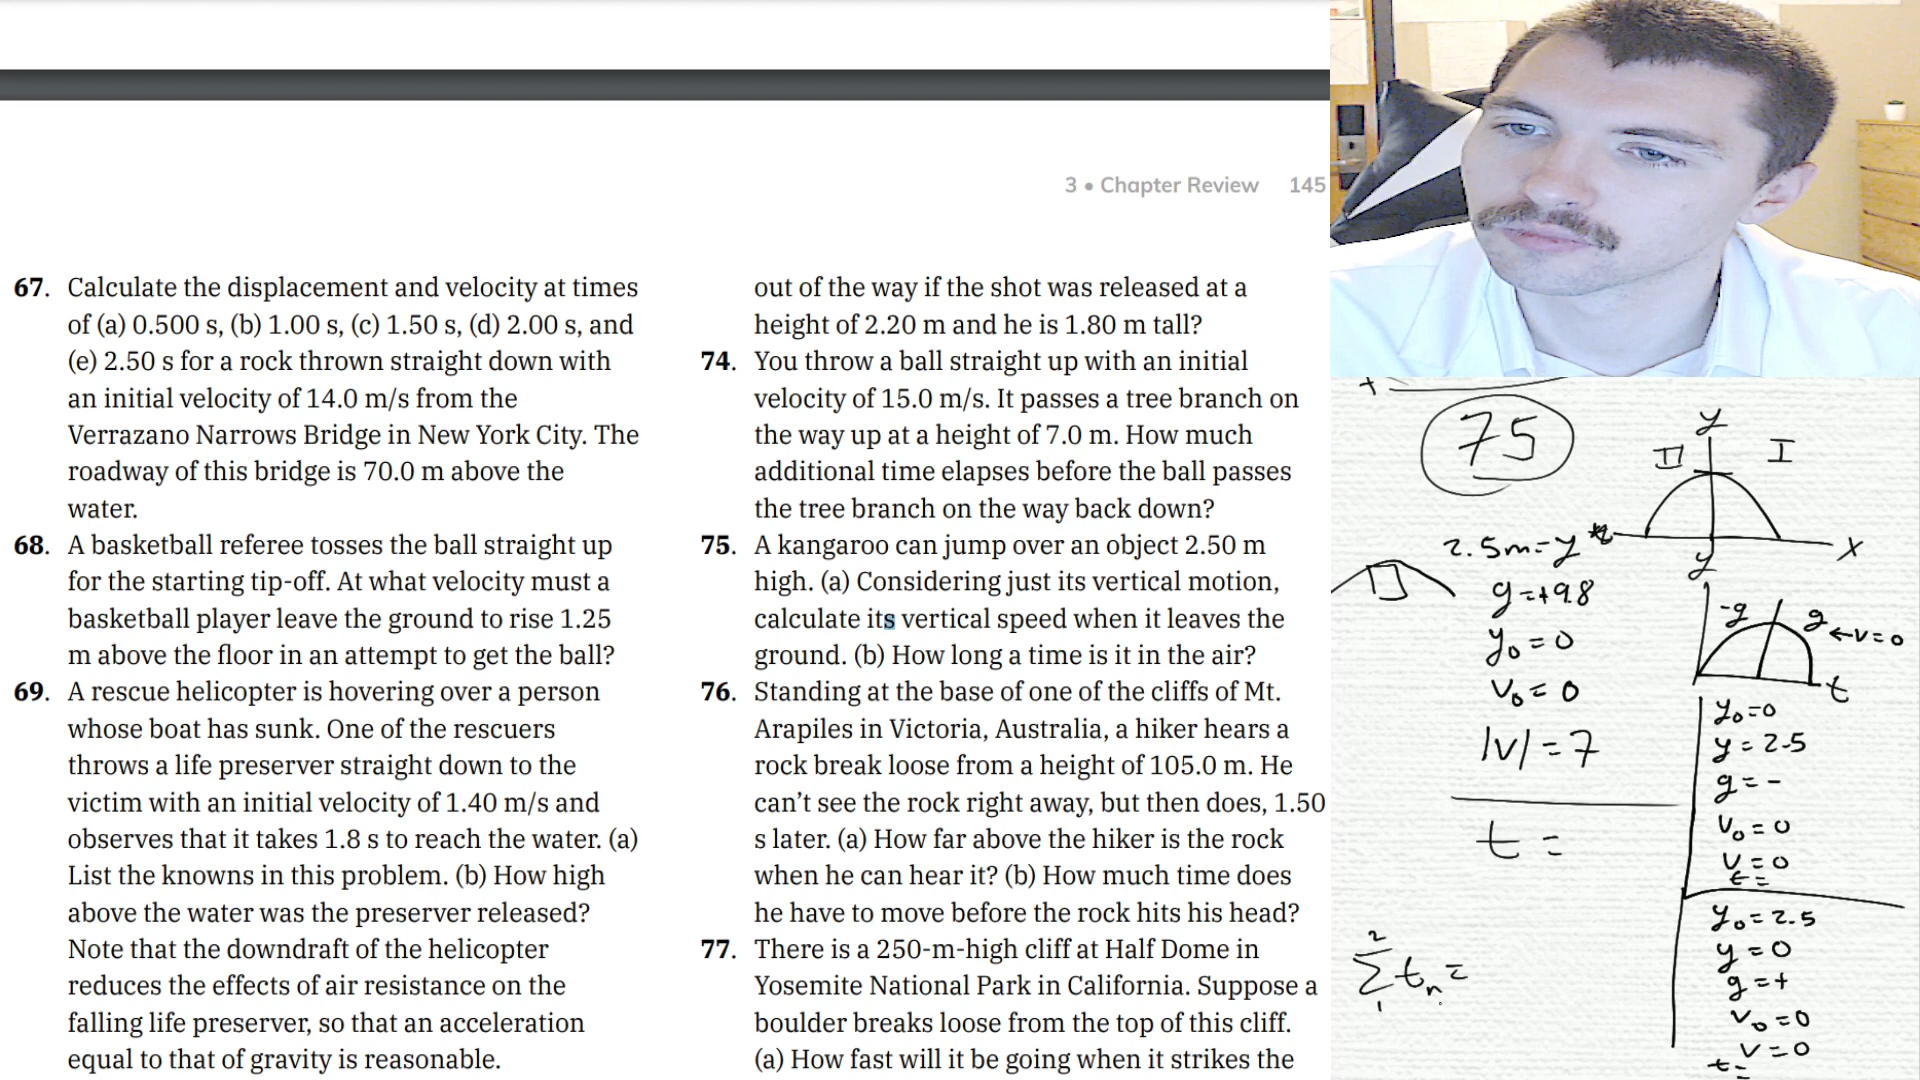 3 • Chapter Review 145
67. Calculate the displacement and velocity at times
of (a) 0.500 s, (b) 1.00 s, (c) 1.50 s, (d) 2.00 s, and
(e) 2.50 s for a rock thrown straight down with
an initial velocity of 14.0 m/s from the
Verrazano Narrows Bridge in New York City. The
roadway of this bridge is 70.0 m above the
water.
68. A basketball referee tosses the ball straight up
for the starting tip-off. At what velocity must a
basketball player leave the ground to rise 1.25
m above the floor in an attempt to get the ball?
69. A rescue helicopter is hovering over a person
whose boat has sunk. One of the rescuers
throws a life preserver straight down to the
victim with an initial velocity of 1.40 m/s and
observes that it takes 1.8 s to reach the water. (a)
List the knowns in this problem. (b) How high
above the water was the preserver released?
Note that the downdraft of the helicopter
reduces the effects of air resistance on the
falling life preserver, so that an acceleration
equal to that of gravity is reasonable.
out of the way if the shot was released at a
height of 2.20 m and he is 1.80 m tall?
74. You throw a ball straight up with an initial
velocity of 15.0 m/s. It passes a tree branch on
the way up at a height of 7.0 m. How much
additional time elapses before the ball passes
the tree branch on the way back down?
75. A kangaroo can jump over an object 2.50 m
high. (a) Considering just its vertical motion,
calculate its vertical speed when it leaves the
ground. (b) How long a time is it in the air?
76. Standing at the base of one of the cliffs of Mt.
Arapiles in Victoria, Australia, a hiker hears a
rock break loose from a height of 105.0 m. He
can’t see the rock right away, but then does, 1.50
s later. (a) How far above the hiker is the rock
when he can hear it? (b) How much time does
he have to move before the rock hits his head?
77. There is a 250-m-high cliff at Half Dome in
Yosemite National Park in California. Suppose a
boulder breaks loose from the top of this cliff.
(a) How fast will it be going when it strikes the
75
2.5m=y
g=+9.8
y₀=0
v₀=0
|v|=7
t=
2
∑ tₙ=
1
y
II I
x
y
-g g ←v=0
t
y₀=0
y=2.5
g=-
v₀=0
v=0
t=
y₀=2.5
y=0
g=+
v₀=0
v=0
t=